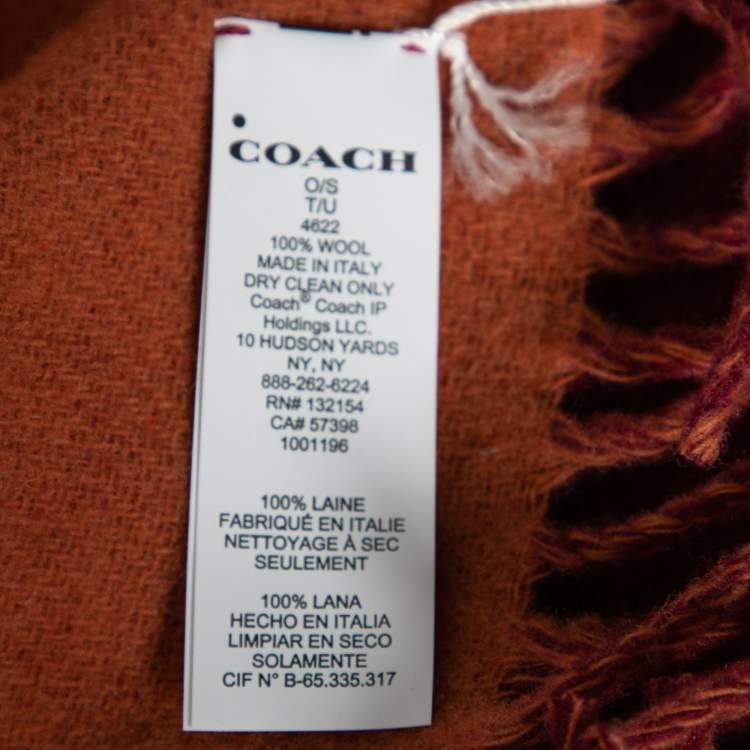 COACH
O/S
T/U
4622
100% WOOL
MADE IN ITALY
DRY CLEAN ONLY
Coach® Coach IP
Holdings LLC.
10 HUDSON YARDS
NY, NY
888-262-6224
RN# 132154
CA# 57398
1001196
100% LAINE
FABRIQUÉ EN ITALIE
NETTOYAGE À SEC
SEULEMENT
100% LANA
HECHO EN ITALIA
LIMPIAR EN SECO
SOLAMENTE
CIF N° B-65.335.317